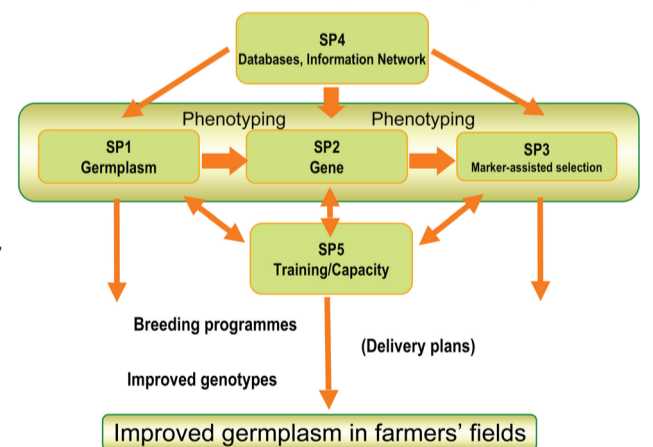 SP4
Databases, Information Network
Phenotyping
Phenotyping
SP1
Germplasm
SP2
Gene
SP3
Marker-assisted selection
SP5
Training/Capacity
Breeding programmes
(Delivery plans)
Improved genotypes
Improved germplasm in farmers' fields